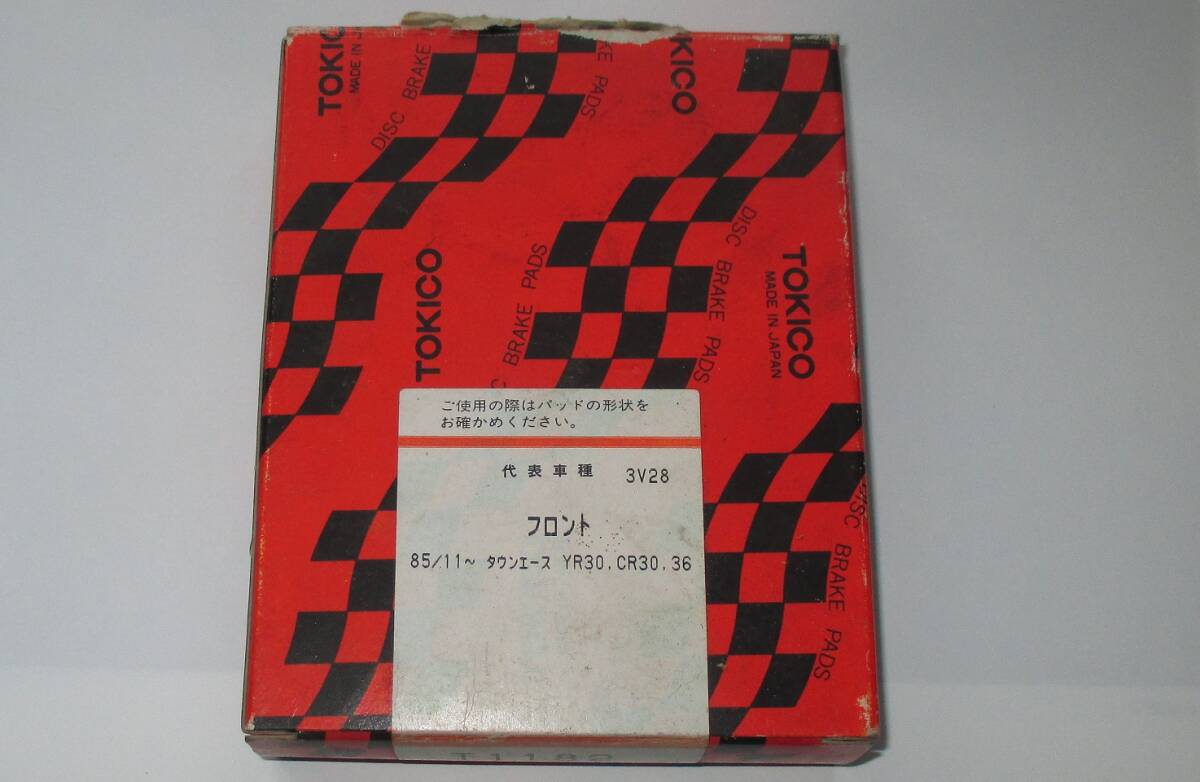 TOKICO
MADE IN JA
DISC BRAKE
KE PADS
KICO
TOKICO
C BRAKE PADS
DISC BRAKE PADS
TOKICO
MADE IN JAPAN
ご使用の際はパッドの形状を
お確かめください。
代表車種 3V28
フロント
85/11~ タウンエース YR30.CR30.36
DISC BRAKE PADS